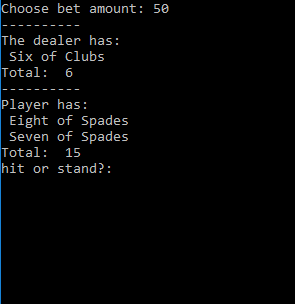 Choose bet amount: 50
----------
The dealer has:
 Six of Clubs
Total:  6
----------
Player has:
 Eight of Spades
 Seven of Spades
Total:  15
hit or stand?: